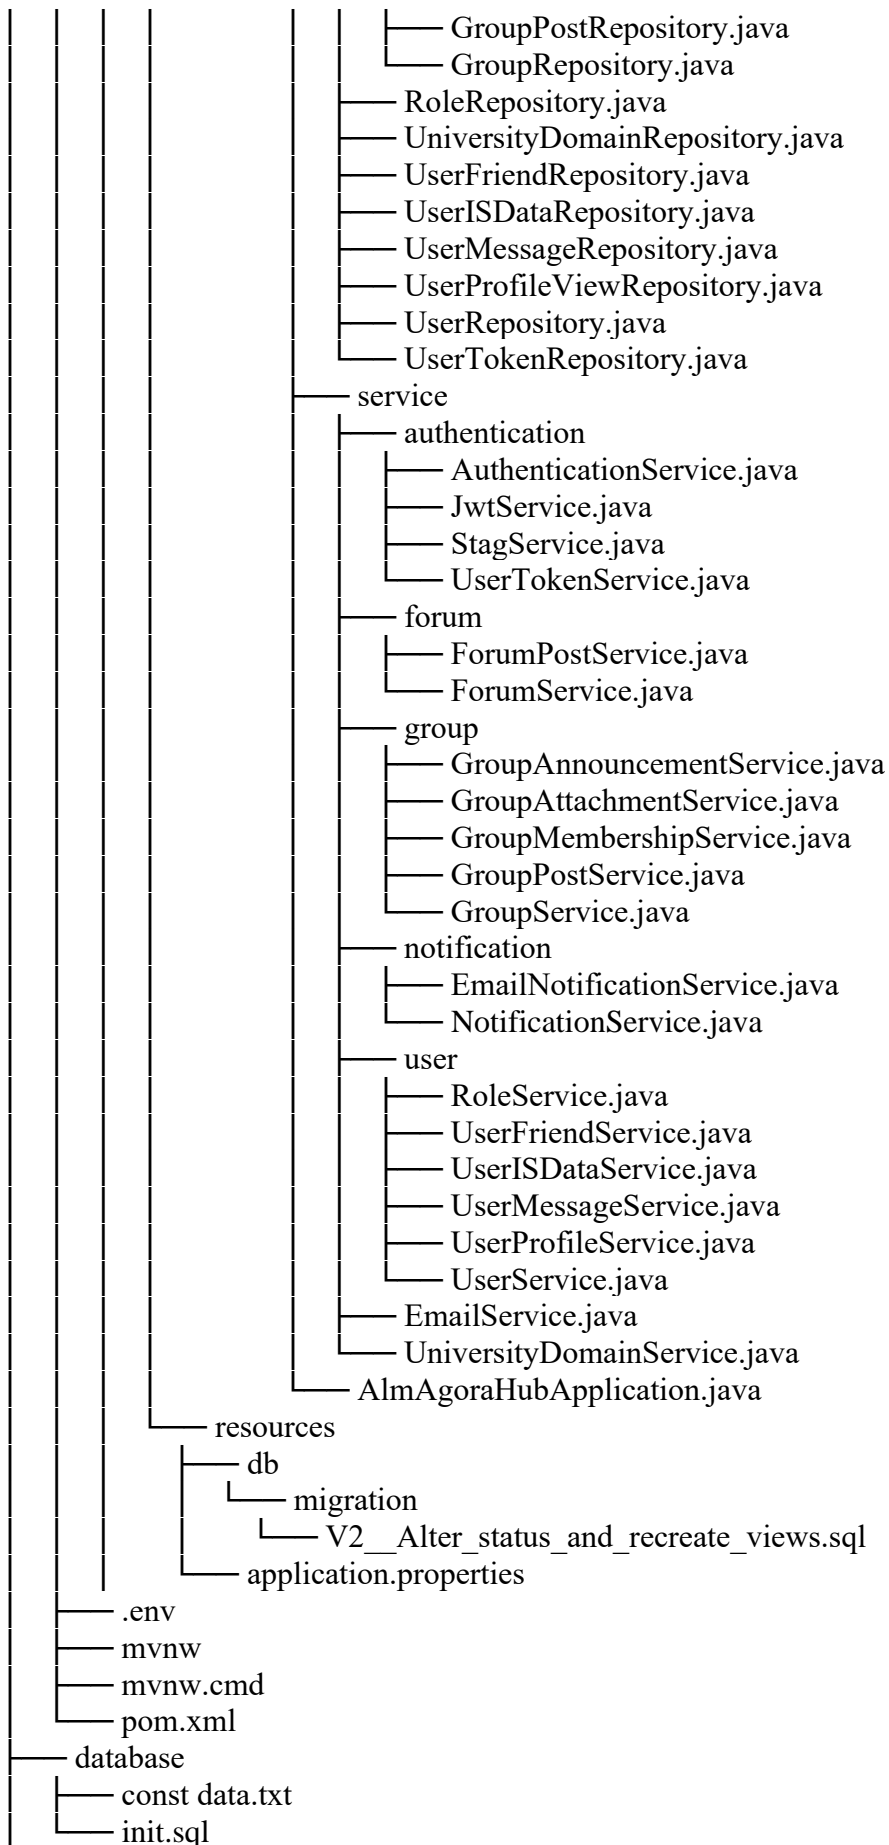 GroupPostRepository.java
GroupRepository.java
RoleRepository.java
UniversityDomainRepository.java
UserFriendRepository.java
UserISDataRepository.java
UserMessageRepository.java
UserProfileViewRepository.java
UserRepository.java
UserTokenRepository.java
service
authentication
AuthenticationService.java
JwtService.java
StagService.java
UserTokenService.java
forum
ForumPostService.java
ForumService.java
group
GroupAnnouncementService.java
GroupAttachmentService.java
GroupMembershipService.java
GroupPostService.java
GroupService.java
notification
EmailNotificationService.java
NotificationService.java
user
RoleService.java
UserFriendService.java
UserISDataService.java
UserMessageService.java
UserProfileService.java
UserService.java
EmailService.java
UniversityDomainService.java
AlmAgoraHubApplication.java
resources
db
migration
V2__Alter_status_and_recreate_views.sql
application.properties
.env
mvnw
mvnw.cmd
pom.xml
database
const data.txt
init.sql